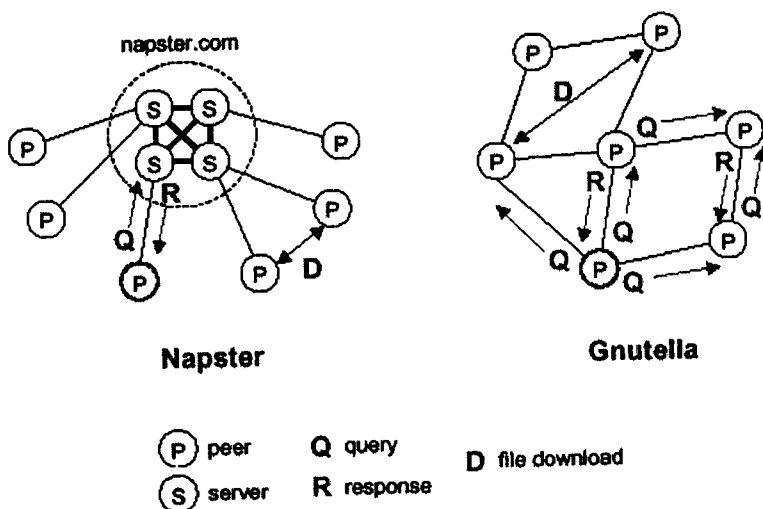 napster.com
S S
S S
P
P
P
P
P
P
R
Q
D
P
P
D
P
P
P
P
P
Q
R
Q
R
Q
Q
Q
Napster
Gnutella
P peer
Q query
D file download
S server
R response